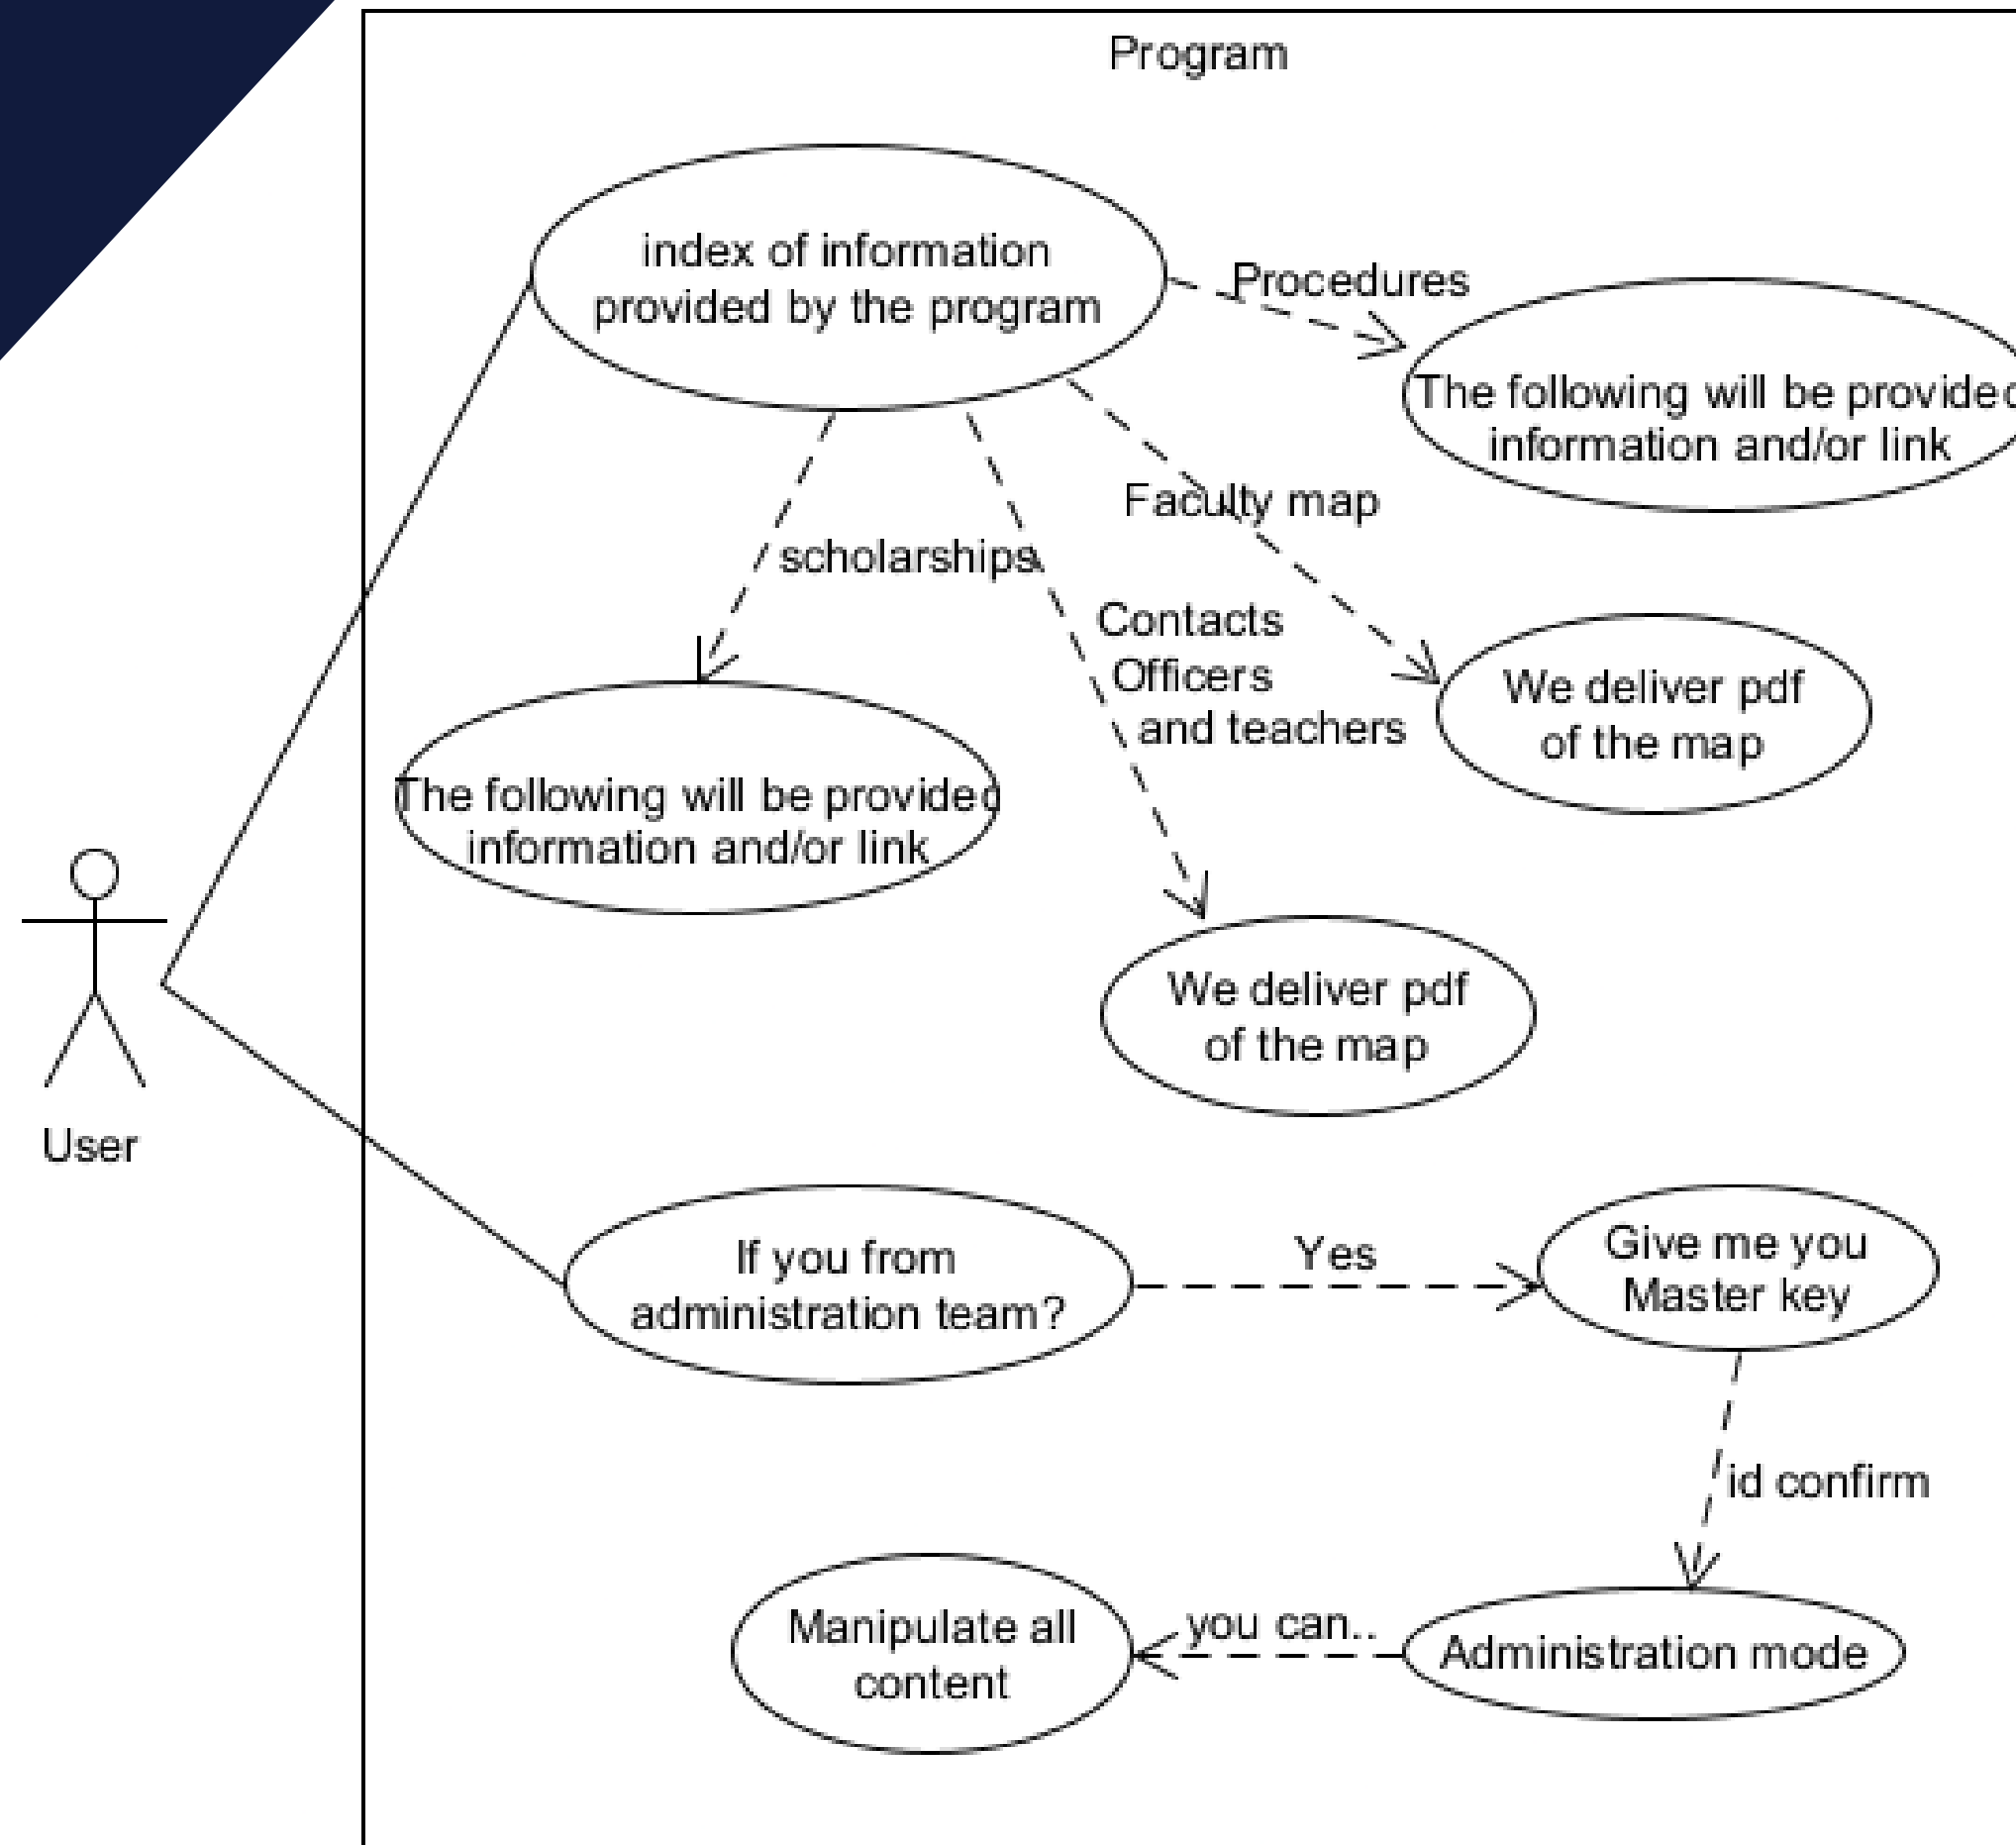 Program
index of information
provided by the program
Procedures
The following will be provided
information and/or link
Faculty map
scholarships
Contacts
Officers
and teachers
We deliver pdf
of the map
The following will be provided
information and/or link
We deliver pdf
of the map
User
If you from
administration team?
Yes
Give me you
Master key
id confirm
Manipulate all
content
you can..
Administration mode